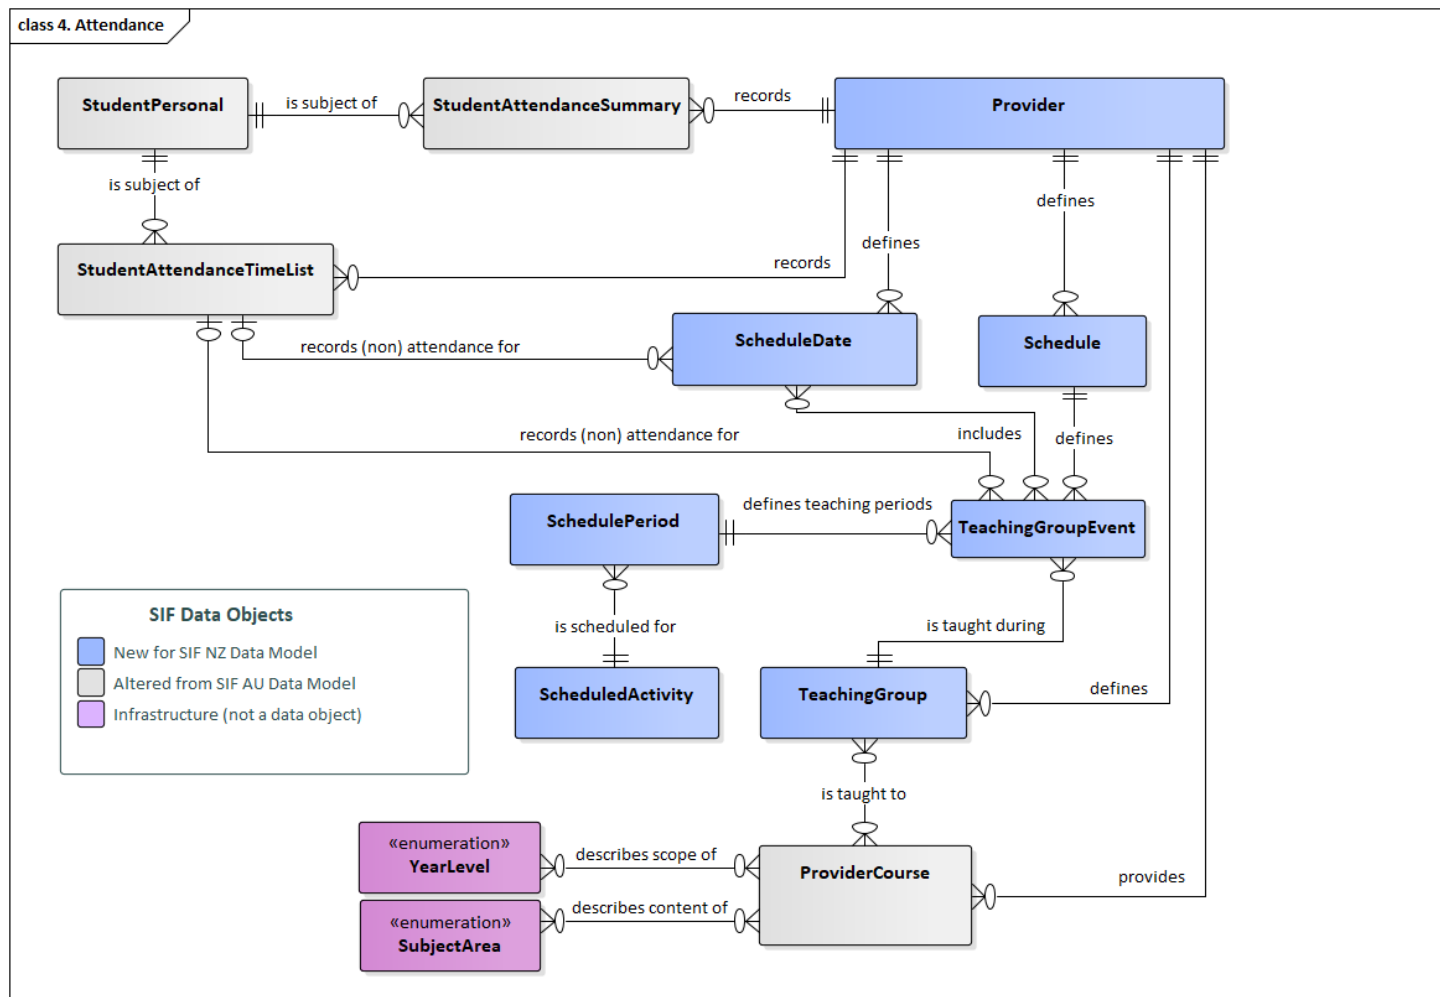 class 4. Attendance
StudentPersonal
is subject of
StudentAttendanceSummary
records
Provider
is subject of
defines
defines
StudentAttendanceTimeList
records
ScheduleDate
Schedule
records (non) attendance for
records (non) attendance for
includes
defines
SchedulePeriod
defines teaching periods
TeachingGroupEvent
SIF Data Objects
New for SIF NZ Data Model
Altered from SIF AU Data Model
Infrastructure (not a data object)
is scheduled for
is taught during
ScheduledActivity
TeachingGroup
defines
is taught to
«enumeration»
YearLevel
describes scope of
ProviderCourse
provides
«enumeration»
SubjectArea
describes content of